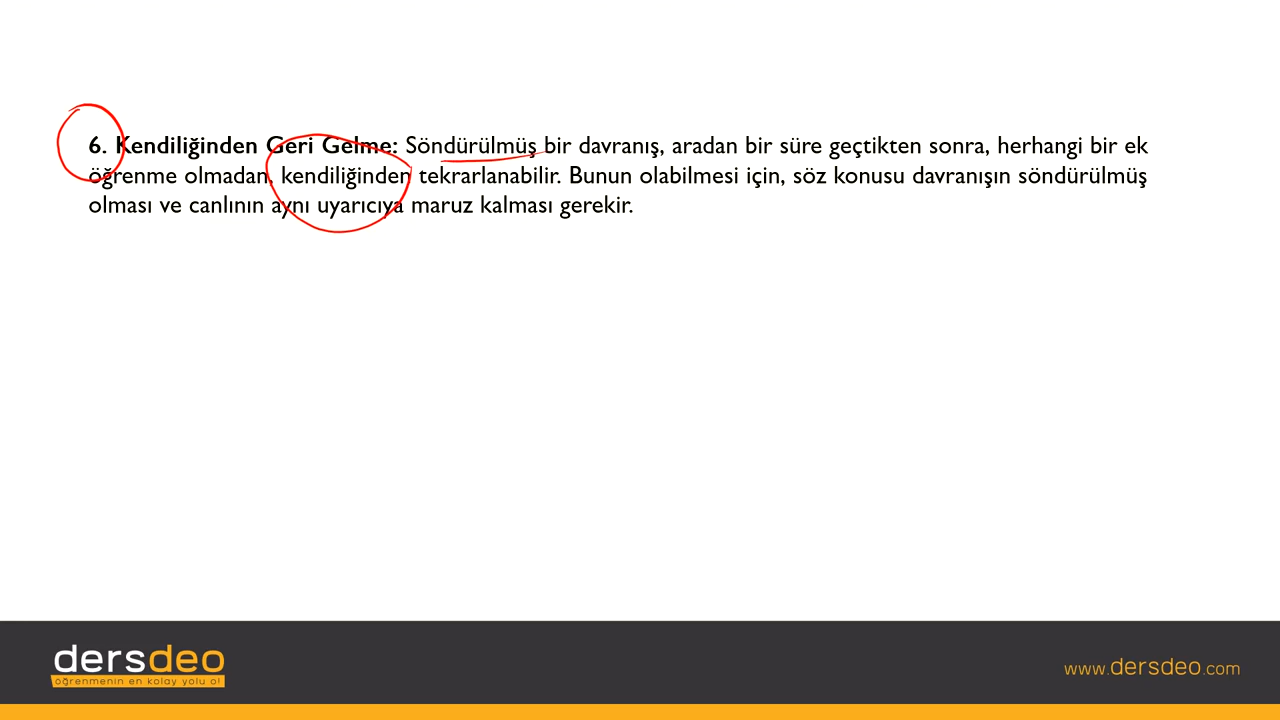 6. Kendiliğinden Geri Gelme: Söndürülmüş bir davranış, aradan bir süre geçtikten sonra, herhangi bir ek
öğrenme olmadan, kendiliğinden tekrarlanabilir. Bunun olabilmesi için, söz konusu davranışın söndürülmüş
olması ve canlının aynı uyarıcıya maruz kalması gerekir.
dersdeo
öğrenmenin en kolay yolu o!
www.dersdeo.com